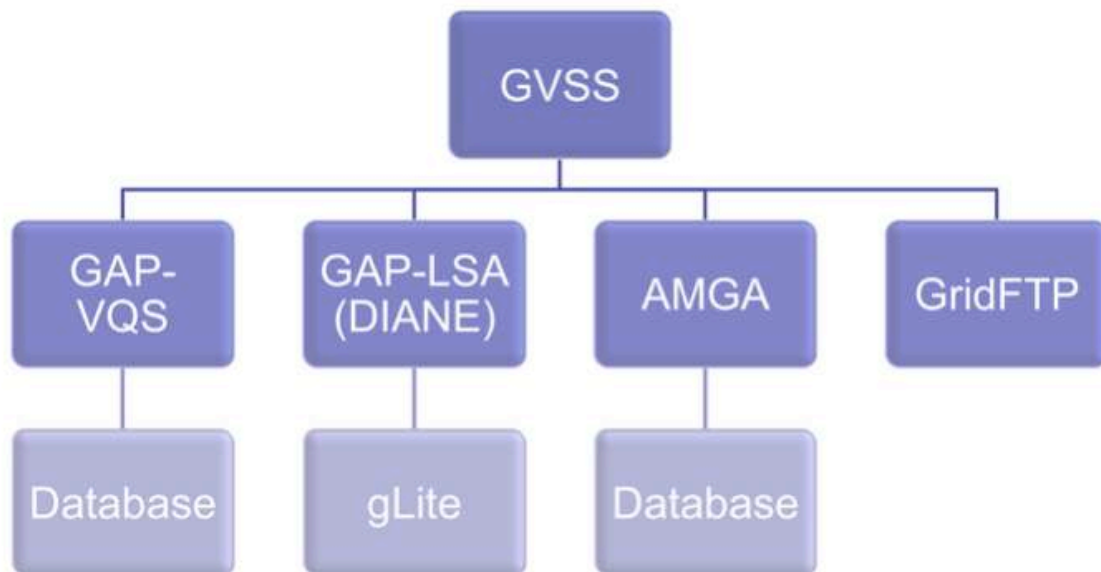 GVSS
GAP-
VQS
GAP-LSA
(DIANE)
AMGA
GridFTP
Database
gLite
Database